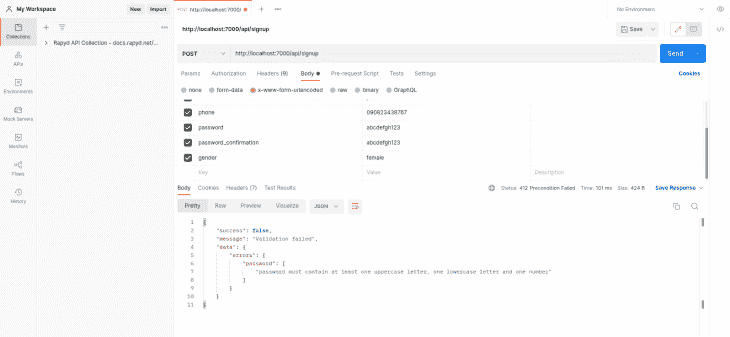 My Workspace
New
Import
POST http://localhost:7000/
No Environment
http://localhost:7000/api/signup
Save
POST
http://localhost:7000/api/signup
Send
Params
Authorization
Headers (9)
Body
Pre-request Script
Tests
Settings
Cookies
none
form-data
x-www-form-urlencoded
raw
binary
GraphQL
Collections
APIs
Environments
Mock Servers
Monitors
Flows
History
Rapyd API Collection - docs.rapyd.net/...
phone
090823438767
password
abcdefgh123
password_confirmation
abcdefgh123
gender
female
Key
Value
Description
Body
Cookies
Headers (7)
Test Results
Status: 412 Precondition Failed
Time: 101 ms
Size: 424 B
Save Response
Pretty
Raw
Preview
Visualize
JSON
1 {
2 "success": false,
3 "message": "Validation failed",
4 "data": {
5 "errors": {
6 "password": [
7 "password must contain at least one uppercase letter, one lowercase letter and one number"
8 ]
9 }
10 }
11 }